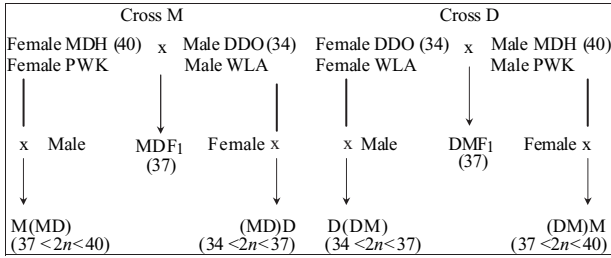 Cross M Cross D
Female MDH (40) x Male DDO (34) Female DDO (34) x Male MDH (40)
Female PWK Male WLA Female WLA Male PWK
x Male MDF1 Female x x Male DMF1 Female x
(37) (37)
M(MD) (MD)D D(DM) (DM)M
(37 <2n<40) (34 <2n<37) (34 <2n<37) (37 <2n<40)